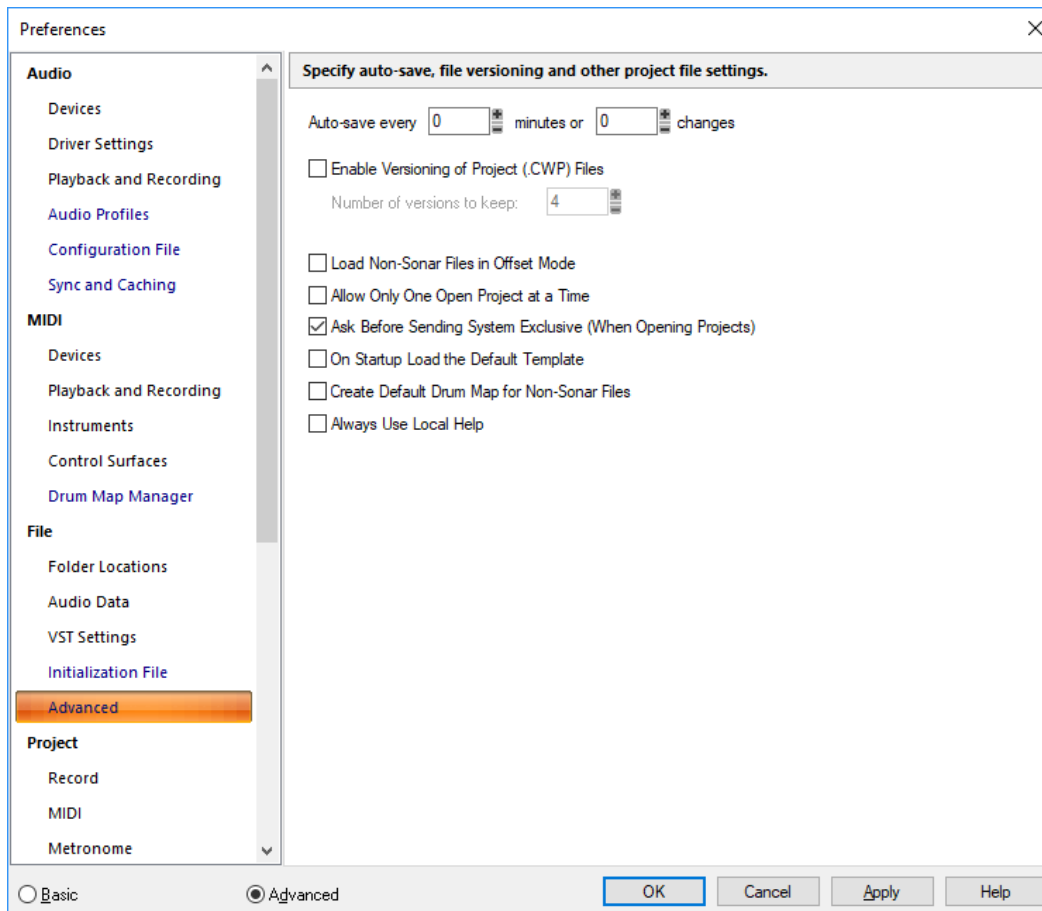 Preferences
Audio
Devices
Driver Settings
Playback and Recording
Audio Profiles
Configuration File
Sync and Caching
MIDI
Devices
Playback and Recording
Instruments
Control Surfaces
Drum Map Manager
File
Folder Locations
Audio Data
VST Settings
Initialization File
Advanced
Project
Record
MIDI
Metronome
Specify auto-save, file versioning and other project file settings.
Auto-save every 0 minutes or 0 changes
Enable Versioning of Project (.CWP) Files
Number of versions to keep: 4
Load Non-Sonar Files in Offset Mode
Allow Only One Open Project at a Time
Ask Before Sending System Exclusive (When Opening Projects)
On Startup Load the Default Template
Create Default Drum Map for Non-Sonar Files
Always Use Local Help
Basic Advanced OK Cancel Apply Help